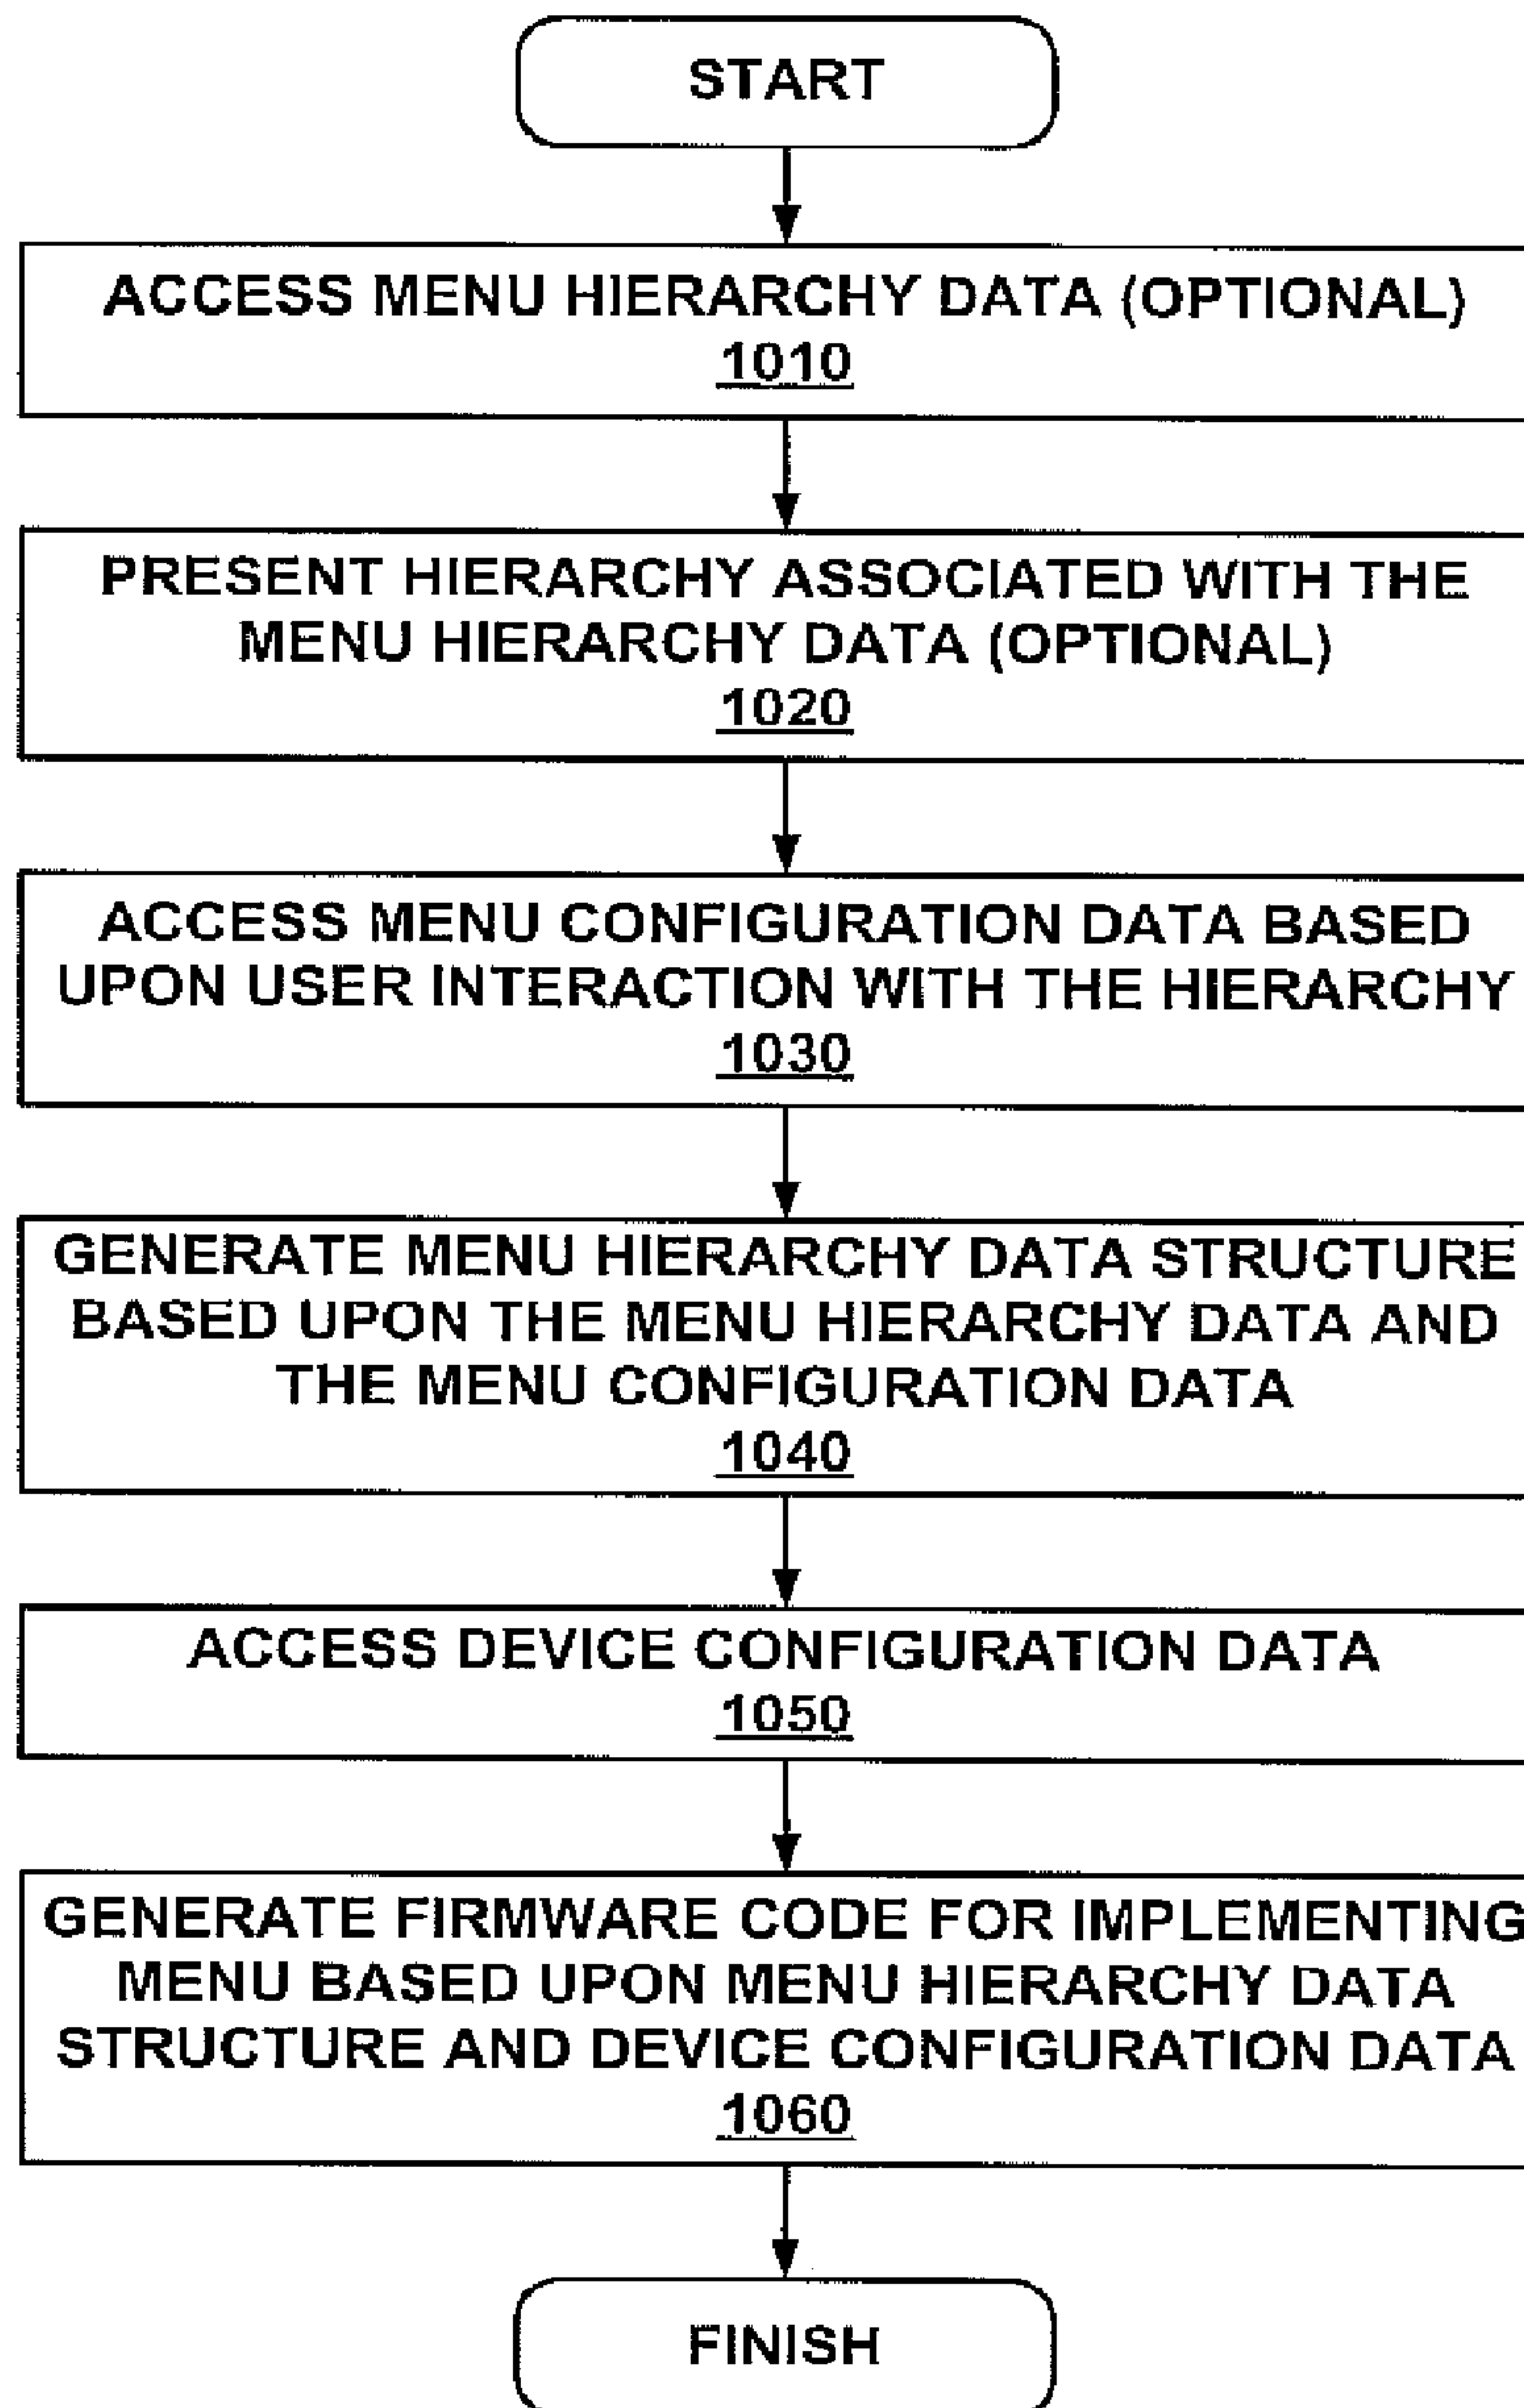 START
ACCESS MENU HIERARCHY DATA (OPTIONAL)
1010
PRESENT HIERARCHY ASSOCIATED WITH THE
MENU HIERARCHY DATA (OPTIONAL)
1020
ACCESS MENU CONFIGURATION DATA BASED
UPON USER INTERACTION WITH THE HIERARCHY
1030
GENERATE MENU HIERARCHY DATA STRUCTURE
BASED UPON THE MENU HIERARCHY DATA AND
THE MENU CONFIGURATION DATA
1040
ACCESS DEVICE CONFIGURATION DATA
1050
GENERATE FIRMWARE CODE FOR IMPLEMENTING
MENU BASED UPON MENU HIERARCHY DATA
STRUCTURE AND DEVICE CONFIGURATION DATA
1060
FINISH